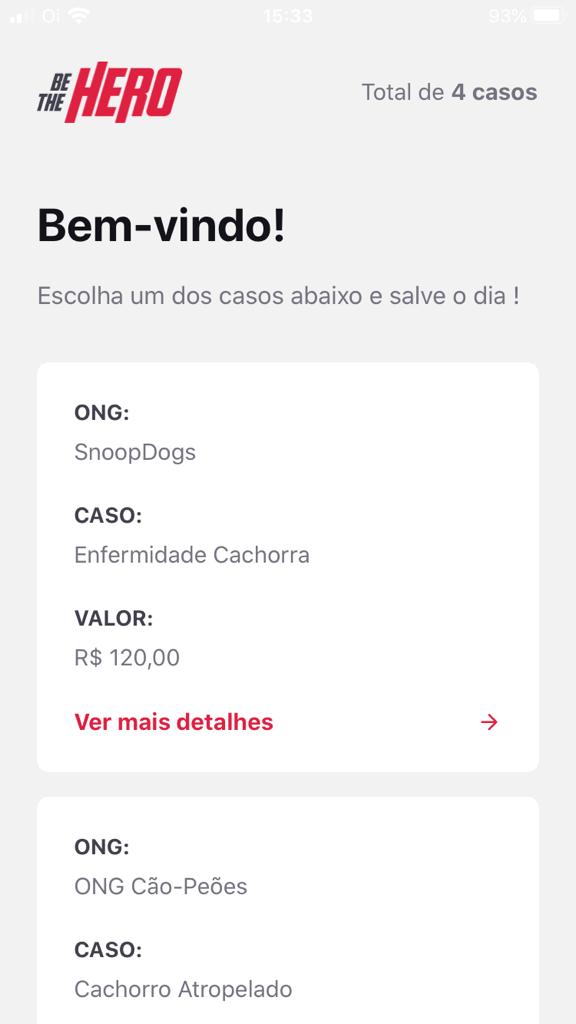 Oi 15:33 93%
BE THE HERO
Total de 4 casos
Bem-vindo!
Escolha um dos casos abaixo e salve o dia !
ONG:
SnoopDogs
CASO:
Enfermidade Cachorra
VALOR:
R$ 120,00
Ver mais detalhes →
ONG:
ONG Cão-Peões
CASO:
Cachorro Atropelado